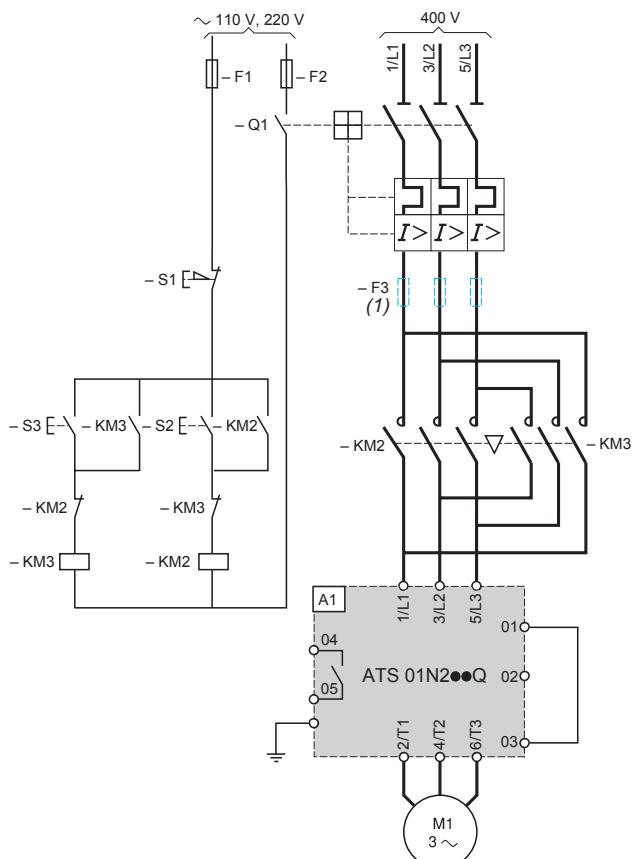 ∼ 110 V, 220 V
400 V
1/L1
3/L2
5/L3
– F1
– F2
– Q1
I>
I>
I>
– S1
– F3
(1)
– S3
– KM3
– S2
– KM2
– KM2
– KM3
– KM2
– KM3
– KM3
– KM2
A1
1/L1
3/L2
5/L3
01
04
ATS 01N2●●Q
02
05
03
2/T1
4/T2
6/T3
M1
3 ∼